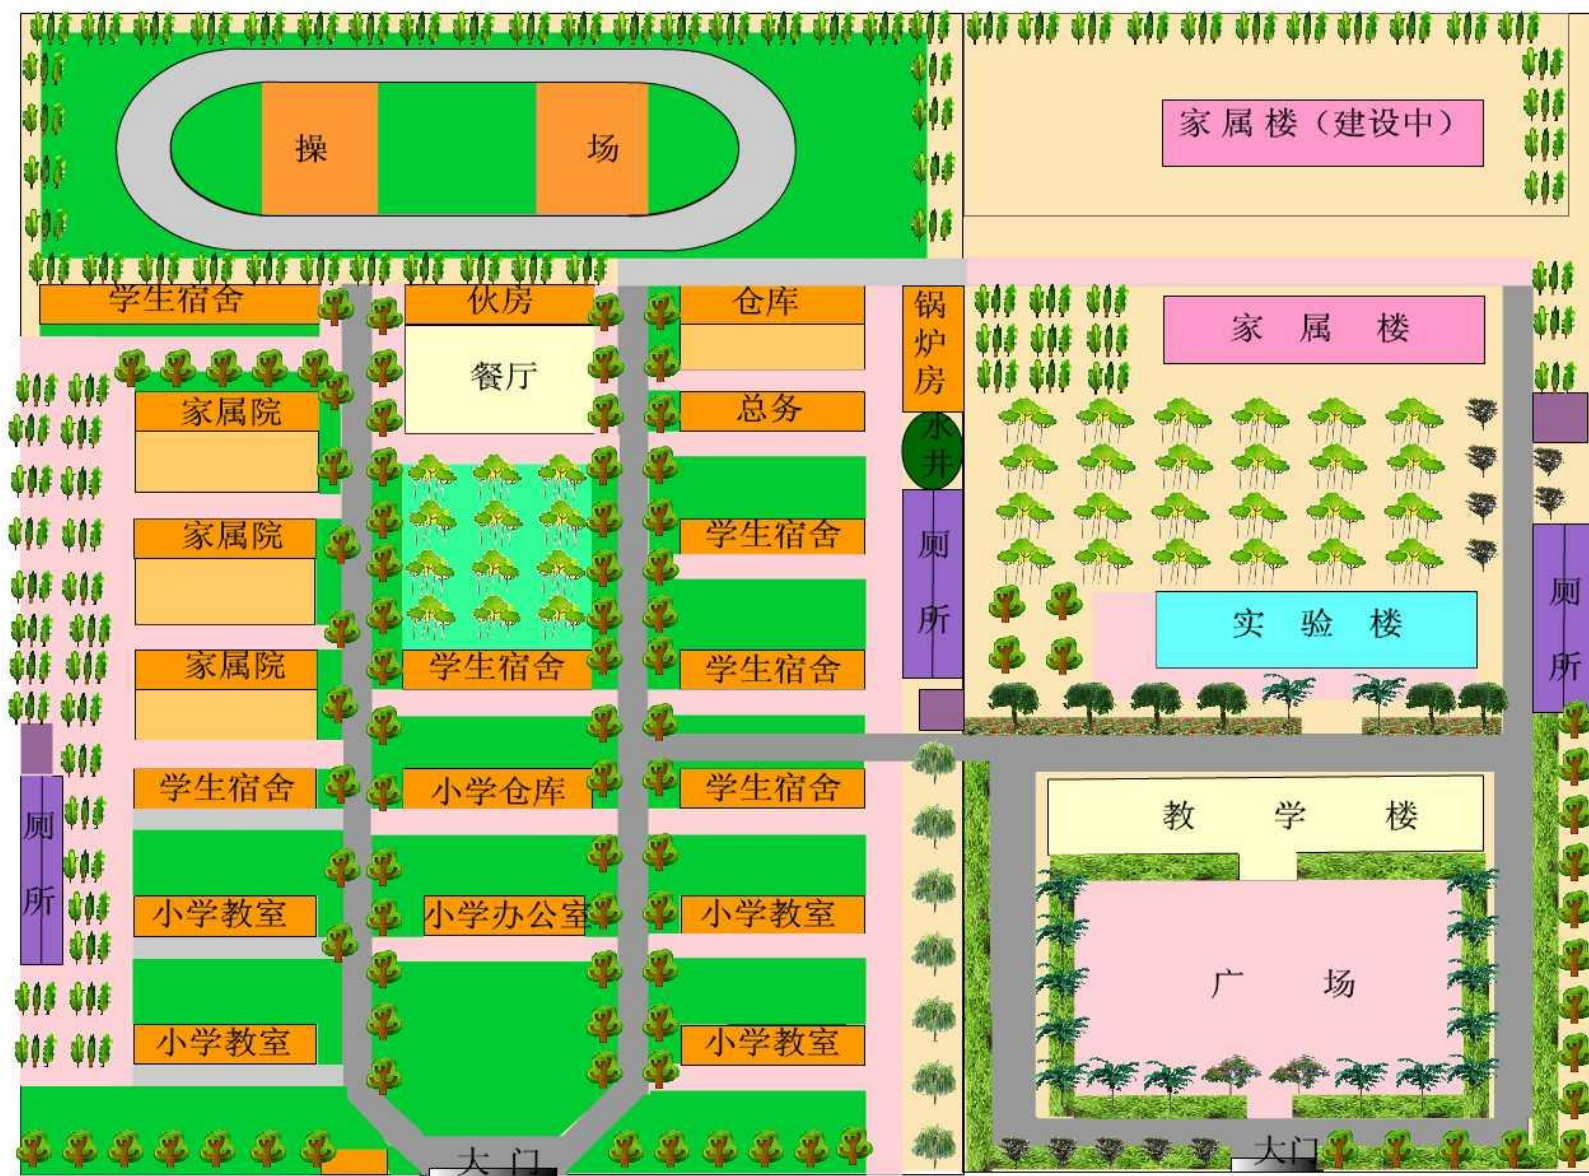 操 场
家属楼（建设中）
学生宿舍
伙房
仓库
锅炉房
家 属 楼
餐厅
家属院
总务
水井
家属院
学生宿舍
厕所
厕所
实 验 楼
家属院
学生宿舍
学生宿舍
学生宿舍
小学仓库
学生宿舍
教 学 楼
厕所
小学教室
小学办公室
小学教室
广 场
小学教室
小学教室
大 门
大门